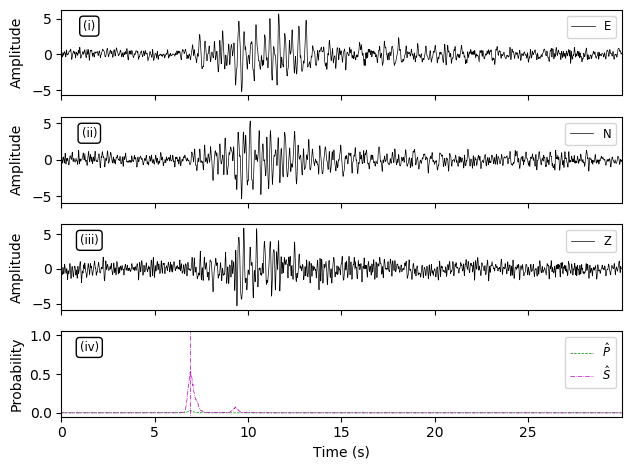 Amplitude
5
0
−5
(i)
E
Amplitude
5
0
−5
(ii)
N
Amplitude
5
0
−5
(iii)
Z
Probability
1.0
0.5
0.0
(iv)
P̂
Ŝ
0 5 10 15 20 25
Time (s)